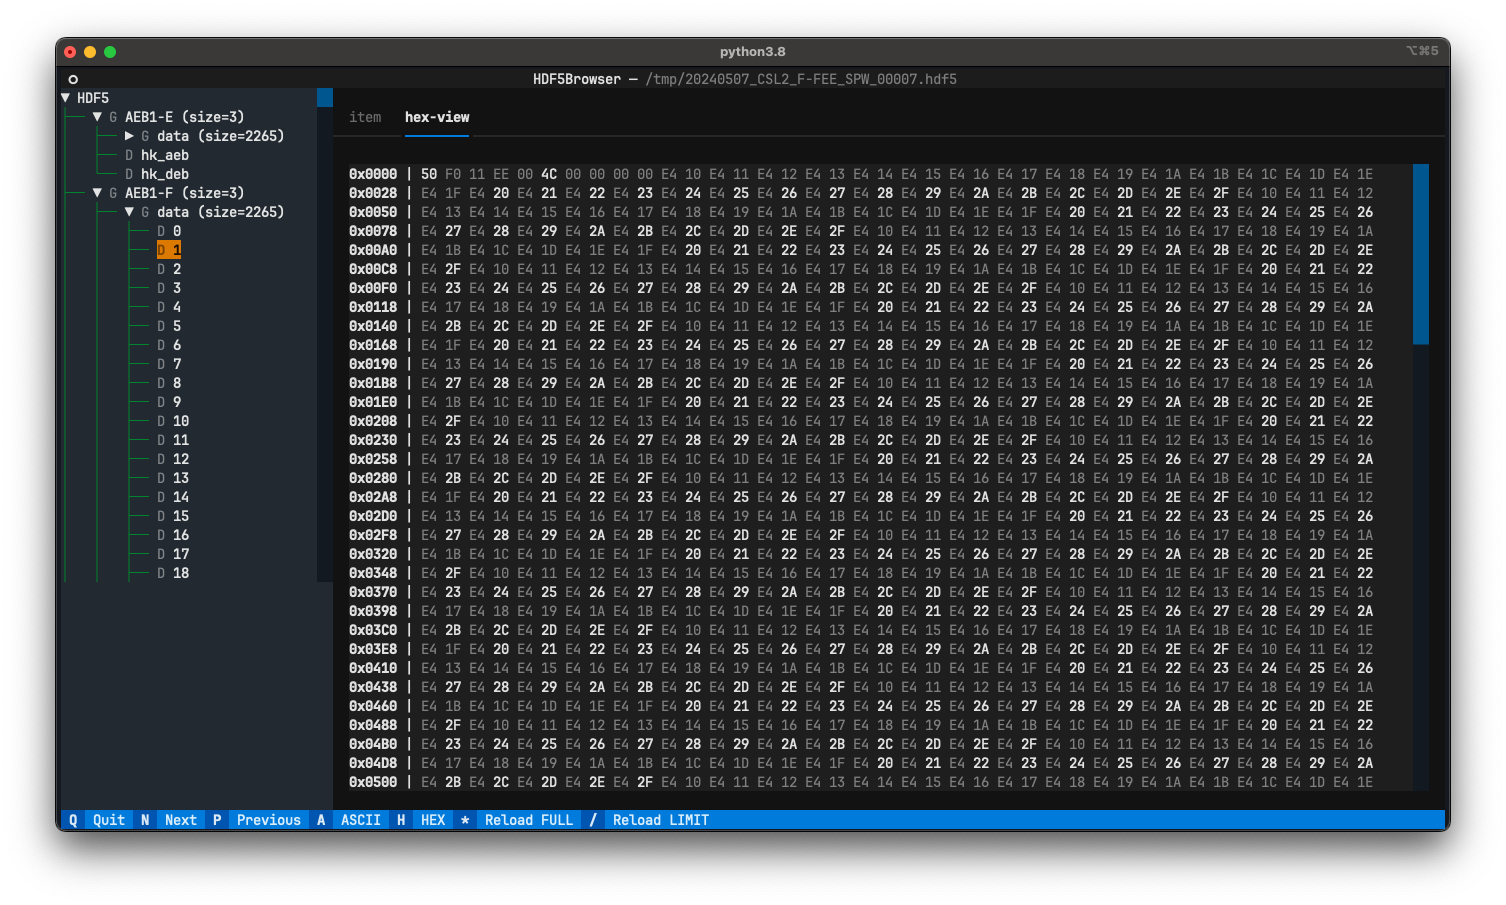 python3.8
⌥⌘5
HDF5Browser — /tmp/20240507_CSL2_F-FEE_SPW_00007.hdf5
▼ HDF5
▼ G AEB1-E (size=3)
▶ G data (size=2265)
D hk_aeb
D hk_deb
▼ G AEB1-F (size=3)
▼ G data (size=2265)
D 0
D 1
D 2
D 3
D 4
D 5
D 6
D 7
D 8
D 9
D 10
D 11
D 12
D 13
D 14
D 15
D 16
D 17
D 18
item hex-view
0x0000 | 50 F0 11 EE 00 4C 00 00 00 00 E4 10 E4 11 E4 12 E4 13 E4 14 E4 15 E4 16 E4 17 E4 18 E4 19 E4 1A E4 1B E4 1C E4 1D E4 1E
0x0028 | E4 1F E4 20 E4 21 E4 22 E4 23 E4 24 E4 25 E4 26 E4 27 E4 28 E4 29 E4 2A E4 2B E4 2C E4 2D E4 2E E4 2F E4 10 E4 11 E4 12
0x0050 | E4 13 E4 14 E4 15 E4 16 E4 17 E4 18 E4 19 E4 1A E4 1B E4 1C E4 1D E4 1E E4 1F E4 20 E4 21 E4 22 E4 23 E4 24 E4 25 E4 26
0x0078 | E4 27 E4 28 E4 29 E4 2A E4 2B E4 2C E4 2D E4 2E E4 2F E4 10 E4 11 E4 12 E4 13 E4 14 E4 15 E4 16 E4 17 E4 18 E4 19 E4 1A
0x00A0 | E4 1B E4 1C E4 1D E4 1E E4 1F E4 20 E4 21 E4 22 E4 23 E4 24 E4 25 E4 26 E4 27 E4 28 E4 29 E4 2A E4 2B E4 2C E4 2D E4 2E
0x00C8 | E4 2F E4 10 E4 11 E4 12 E4 13 E4 14 E4 15 E4 16 E4 17 E4 18 E4 19 E4 1A E4 1B E4 1C E4 1D E4 1E E4 1F E4 20 E4 21 E4 22
0x00F0 | E4 23 E4 24 E4 25 E4 26 E4 27 E4 28 E4 29 E4 2A E4 2B E4 2C E4 2D E4 2E E4 2F E4 10 E4 11 E4 12 E4 13 E4 14 E4 15 E4 16
0x0118 | E4 17 E4 18 E4 19 E4 1A E4 1B E4 1C E4 1D E4 1E E4 1F E4 20 E4 21 E4 22 E4 23 E4 24 E4 25 E4 26 E4 27 E4 28 E4 29 E4 2A
0x0140 | E4 2B E4 2C E4 2D E4 2E E4 2F E4 10 E4 11 E4 12 E4 13 E4 14 E4 15 E4 16 E4 17 E4 18 E4 19 E4 1A E4 1B E4 1C E4 1D E4 1E
0x0168 | E4 1F E4 20 E4 21 E4 22 E4 23 E4 24 E4 25 E4 26 E4 27 E4 28 E4 29 E4 2A E4 2B E4 2C E4 2D E4 2E E4 2F E4 10 E4 11 E4 12
0x0190 | E4 13 E4 14 E4 15 E4 16 E4 17 E4 18 E4 19 E4 1A E4 1B E4 1C E4 1D E4 1E E4 1F E4 20 E4 21 E4 22 E4 23 E4 24 E4 25 E4 26
0x01B8 | E4 27 E4 28 E4 29 E4 2A E4 2B E4 2C E4 2D E4 2E E4 2F E4 10 E4 11 E4 12 E4 13 E4 14 E4 15 E4 16 E4 17 E4 18 E4 19 E4 1A
0x01E0 | E4 1B E4 1C E4 1D E4 1E E4 1F E4 20 E4 21 E4 22 E4 23 E4 24 E4 25 E4 26 E4 27 E4 28 E4 29 E4 2A E4 2B E4 2C E4 2D E4 2E
0x0208 | E4 2F E4 10 E4 11 E4 12 E4 13 E4 14 E4 15 E4 16 E4 17 E4 18 E4 19 E4 1A E4 1B E4 1C E4 1D E4 1E E4 1F E4 20 E4 21 E4 22
0x0230 | E4 23 E4 24 E4 25 E4 26 E4 27 E4 28 E4 29 E4 2A E4 2B E4 2C E4 2D E4 2E E4 2F E4 10 E4 11 E4 12 E4 13 E4 14 E4 15 E4 16
0x0258 | E4 17 E4 18 E4 19 E4 1A E4 1B E4 1C E4 1D E4 1E E4 1F E4 20 E4 21 E4 22 E4 23 E4 24 E4 25 E4 26 E4 27 E4 28 E4 29 E4 2A
0x0280 | E4 2B E4 2C E4 2D E4 2E E4 2F E4 10 E4 11 E4 12 E4 13 E4 14 E4 15 E4 16 E4 17 E4 18 E4 19 E4 1A E4 1B E4 1C E4 1D E4 1E
0x02A8 | E4 1F E4 20 E4 21 E4 22 E4 23 E4 24 E4 25 E4 26 E4 27 E4 28 E4 29 E4 2A E4 2B E4 2C E4 2D E4 2E E4 2F E4 10 E4 11 E4 12
0x02D0 | E4 13 E4 14 E4 15 E4 16 E4 17 E4 18 E4 19 E4 1A E4 1B E4 1C E4 1D E4 1E E4 1F E4 20 E4 21 E4 22 E4 23 E4 24 E4 25 E4 26
0x02F8 | E4 27 E4 28 E4 29 E4 2A E4 2B E4 2C E4 2D E4 2E E4 2F E4 10 E4 11 E4 12 E4 13 E4 14 E4 15 E4 16 E4 17 E4 18 E4 19 E4 1A
0x0320 | E4 1B E4 1C E4 1D E4 1E E4 1F E4 20 E4 21 E4 22 E4 23 E4 24 E4 25 E4 26 E4 27 E4 28 E4 29 E4 2A E4 2B E4 2C E4 2D E4 2E
0x0348 | E4 2F E4 10 E4 11 E4 12 E4 13 E4 14 E4 15 E4 16 E4 17 E4 18 E4 19 E4 1A E4 1B E4 1C E4 1D E4 1E E4 1F E4 20 E4 21 E4 22
0x0370 | E4 23 E4 24 E4 25 E4 26 E4 27 E4 28 E4 29 E4 2A E4 2B E4 2C E4 2D E4 2E E4 2F E4 10 E4 11 E4 12 E4 13 E4 14 E4 15 E4 16
0x0398 | E4 17 E4 18 E4 19 E4 1A E4 1B E4 1C E4 1D E4 1E E4 1F E4 20 E4 21 E4 22 E4 23 E4 24 E4 25 E4 26 E4 27 E4 28 E4 29 E4 2A
0x03C0 | E4 2B E4 2C E4 2D E4 2E E4 2F E4 10 E4 11 E4 12 E4 13 E4 14 E4 15 E4 16 E4 17 E4 18 E4 19 E4 1A E4 1B E4 1C E4 1D E4 1E
0x03E8 | E4 1F E4 20 E4 21 E4 22 E4 23 E4 24 E4 25 E4 26 E4 27 E4 28 E4 29 E4 2A E4 2B E4 2C E4 2D E4 2E E4 2F E4 10 E4 11 E4 12
0x0410 | E4 13 E4 14 E4 15 E4 16 E4 17 E4 18 E4 19 E4 1A E4 1B E4 1C E4 1D E4 1E E4 1F E4 20 E4 21 E4 22 E4 23 E4 24 E4 25 E4 26
0x0438 | E4 27 E4 28 E4 29 E4 2A E4 2B E4 2C E4 2D E4 2E E4 2F E4 10 E4 11 E4 12 E4 13 E4 14 E4 15 E4 16 E4 17 E4 18 E4 19 E4 1A
0x0460 | E4 1B E4 1C E4 1D E4 1E E4 1F E4 20 E4 21 E4 22 E4 23 E4 24 E4 25 E4 26 E4 27 E4 28 E4 29 E4 2A E4 2B E4 2C E4 2D E4 2E
0x0488 | E4 2F E4 10 E4 11 E4 12 E4 13 E4 14 E4 15 E4 16 E4 17 E4 18 E4 19 E4 1A E4 1B E4 1C E4 1D E4 1E E4 1F E4 20 E4 21 E4 22
0x04B0 | E4 23 E4 24 E4 25 E4 26 E4 27 E4 28 E4 29 E4 2A E4 2B E4 2C E4 2D E4 2E E4 2F E4 10 E4 11 E4 12 E4 13 E4 14 E4 15 E4 16
0x04D8 | E4 17 E4 18 E4 19 E4 1A E4 1B E4 1C E4 1D E4 1E E4 1F E4 20 E4 21 E4 22 E4 23 E4 24 E4 25 E4 26 E4 27 E4 28 E4 29 E4 2A
0x0500 | E4 2B E4 2C E4 2D E4 2E E4 2F E4 10 E4 11 E4 12 E4 13 E4 14 E4 15 E4 16 E4 17 E4 18 E4 19 E4 1A E4 1B E4 1C E4 1D E4 1E
Q Quit N Next P Previous A ASCII H HEX * Reload FULL / Reload LIMIT